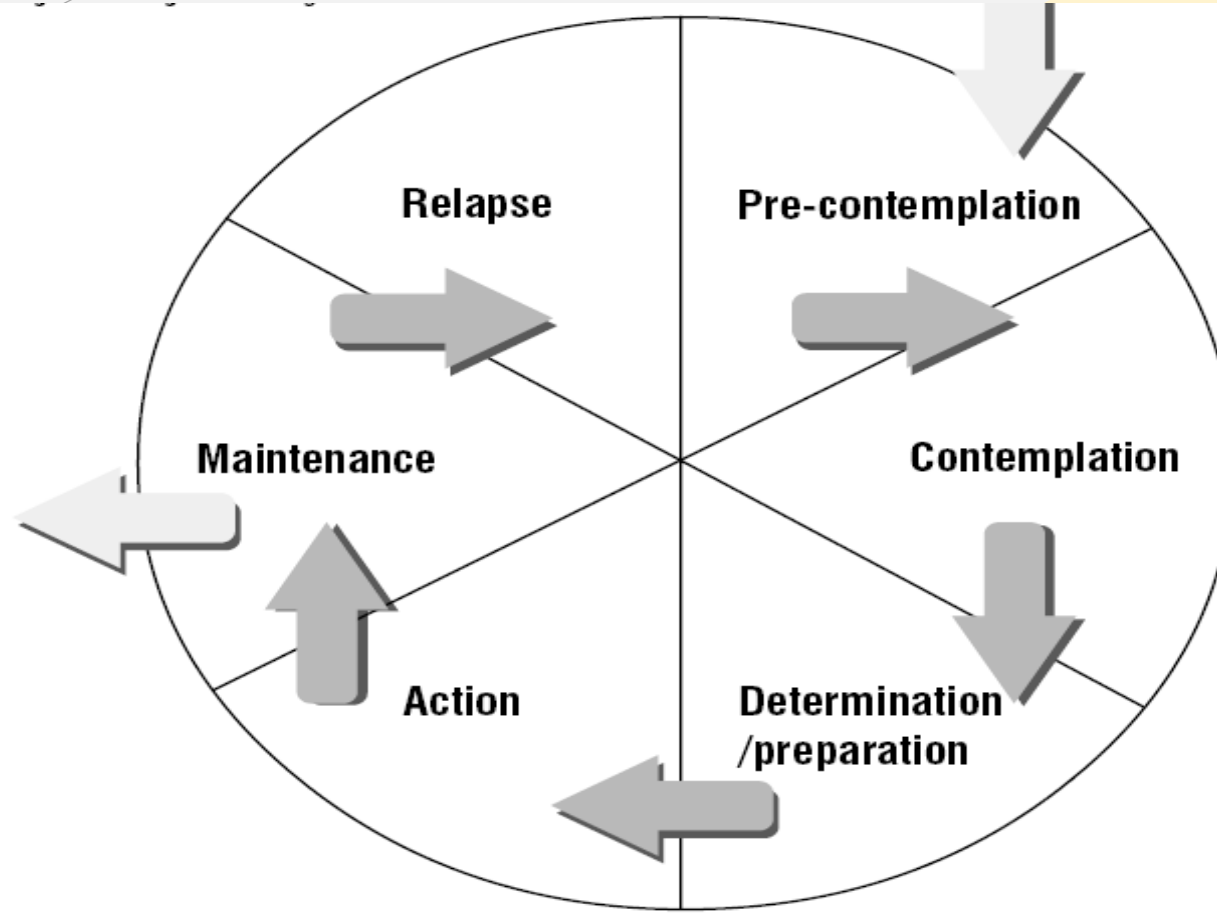 Relapse
Pre-contemplation
Maintenance
Contemplation
Action
Determination
/preparation